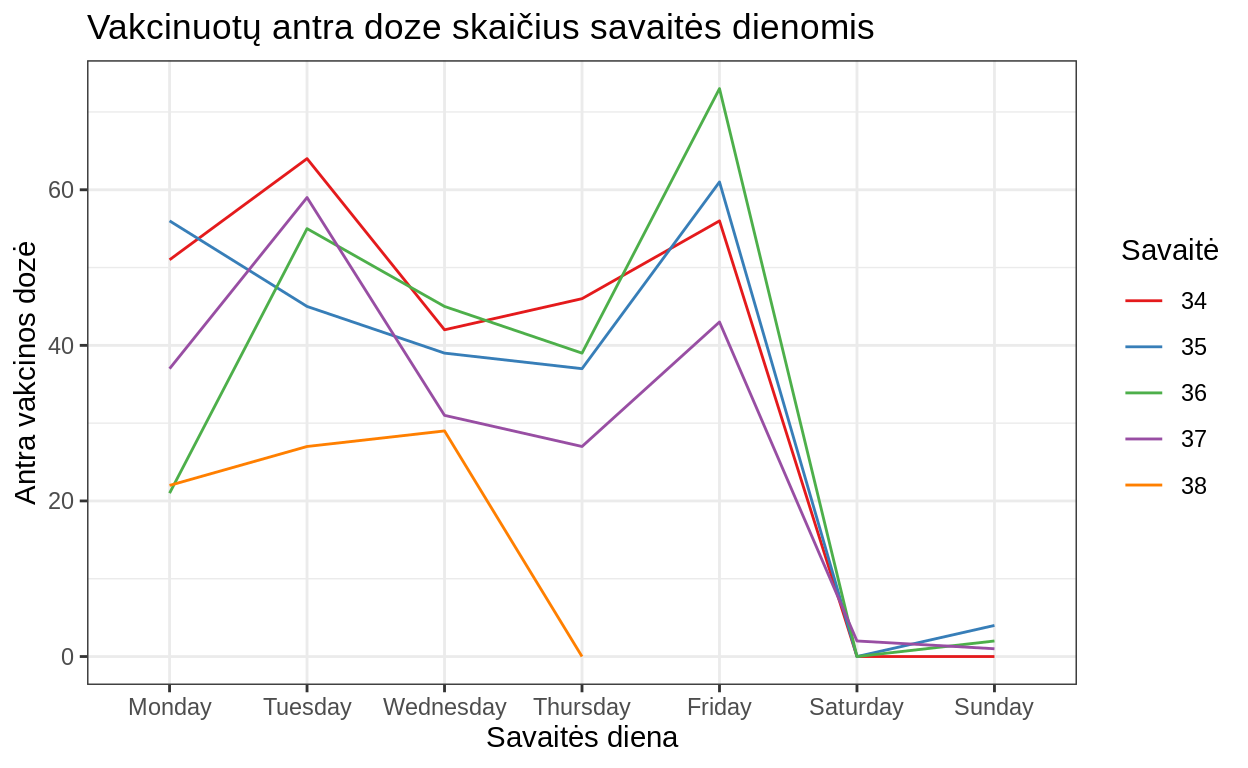 Vakcinuotų antra doze skaičius savaitės dienomis
Antra vakcinos dozė
60
40
20
0
Monday Tuesday Wednesday Thursday Friday Saturday Sunday
Savaitės diena
Savaitė
34
35
36
37
38